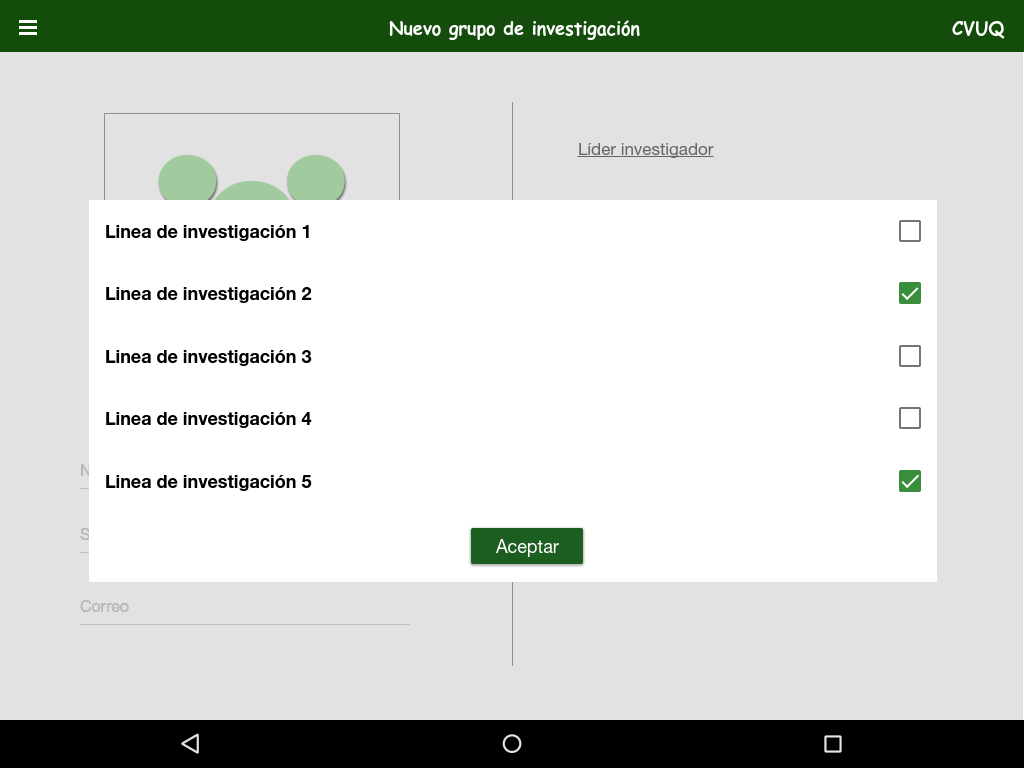 Nuevo grupo de investigación
CVUQ
Líder investigador
Linea de investigación 1
Linea de investigación 2
Linea de investigación 3
Linea de investigación 4
Linea de investigación 5
Aceptar
Correo